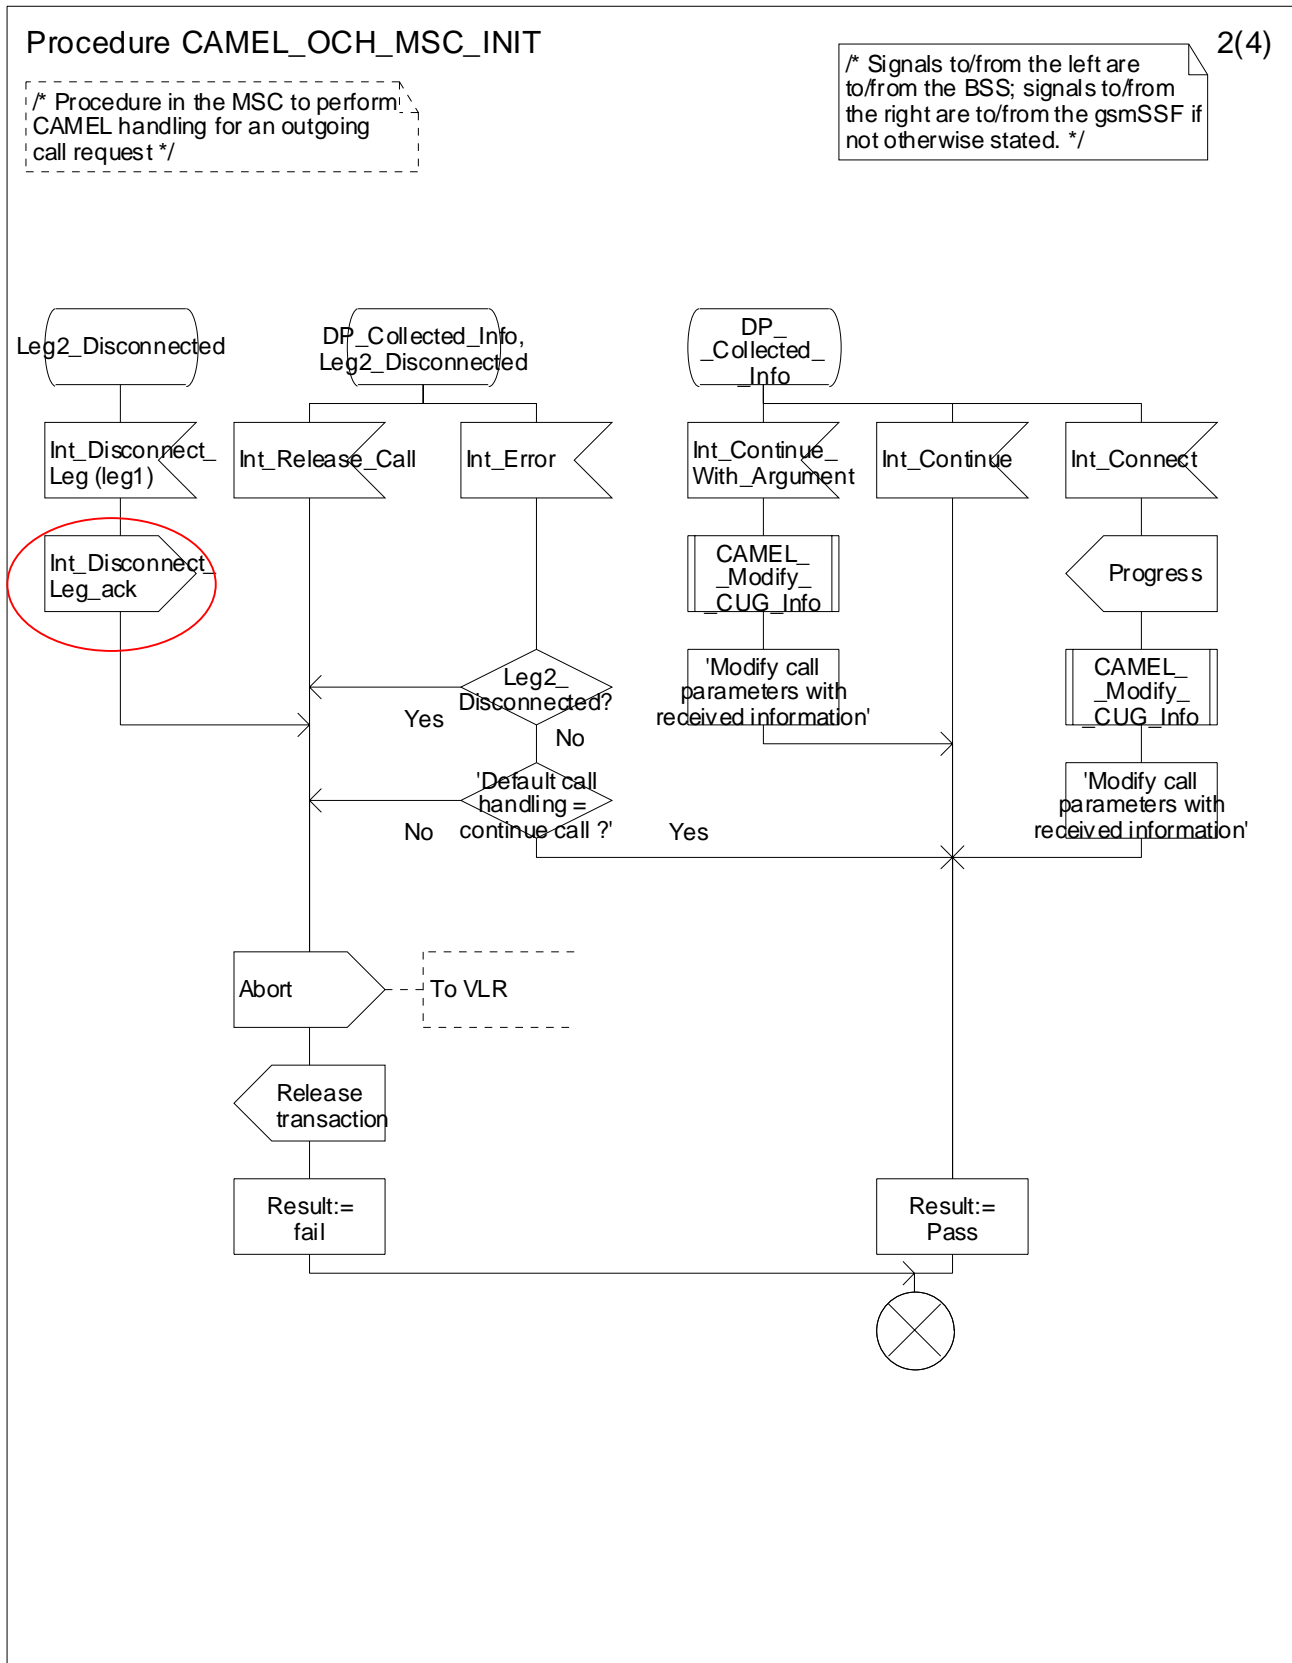 Procedure CAMEL_OCH_MSC_INIT
2(4)
/* Procedure in the MSC to perform
CAMEL handling for an outgoing
call request */
/* Signals to/from the left are
to/from the BSS; signals to/from
the right are to/from the gsmSSF if
not otherwise stated. */
Leg2_Disconnected
DP_Collected_Info,
Leg2_Disconnected
DP_
_Collected_
_Info
Int_Disconnect_
Leg (leg1)
Int_Release_Call
Int_Error
Int_Continue_
With_Argument
Int_Continue
Int_Connect
Int_Disconnect_
Leg_ack
CAMEL_
_Modify_
_CUG_Info
Progress
Leg2_
Disconnected?
Yes
No
'Modify call
parameters with
received information'
CAMEL_
_Modify_
_CUG_Info
'Default call
handling =
continue call ?'
No
Yes
'Modify call
parameters with
received information'
Abort
To VLR
Release
transaction
Result:=
fail
Result:=
Pass